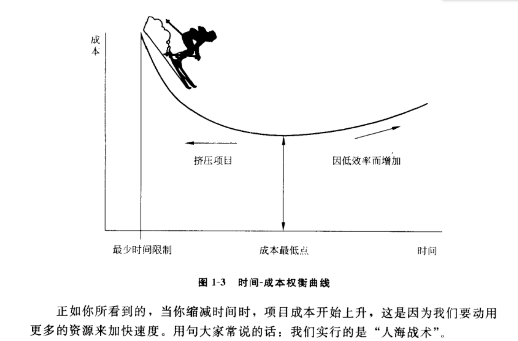 成
本
挤压项目
因低效率而增加
最少时间限制
成本最低点
时间
图 1-3 时间-成本权衡曲线
正如你所看到的，当你缩减时间时，项目成本开始上升，这是因为我们要动用
更多的资源来加快速度。用句大家常说的话：我们实行的是“人海战术”。